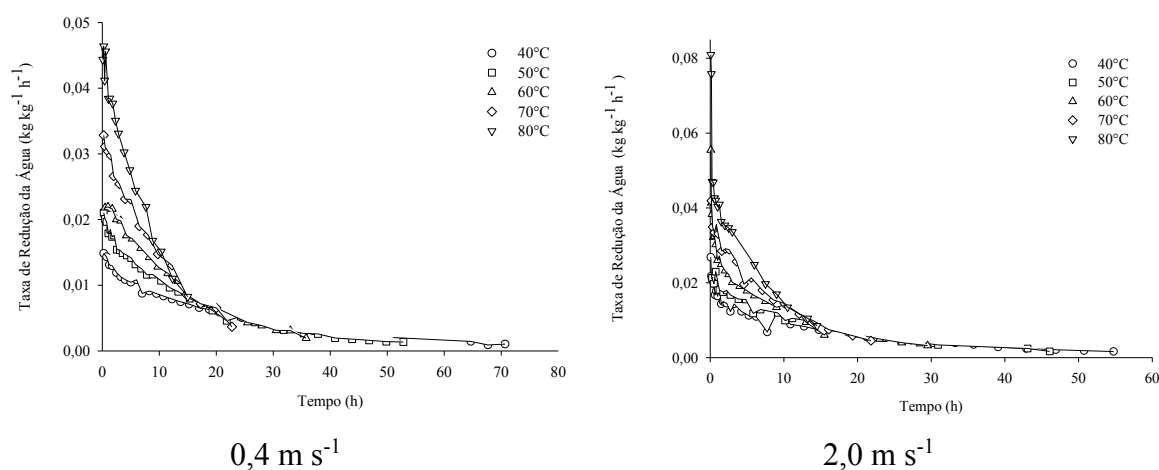 Taxa de Redução da Água (kg kg⁻¹ h⁻¹)
0,05
0,05
0,04
0,03
0,02
0,01
0,00
0
10
20
30
40
50
60
70
80
Tempo (h)
40°C
50°C
60°C
70°C
80°C
0,4 m s⁻¹
Taxa de Redução da Água (kg kg⁻¹ h⁻¹)
0,08
0,06
0,04
0,02
0,00
0
10
20
30
40
50
60
Tempo (h)
40°C
50°C
60°C
70°C
80°C
2,0 m s⁻¹